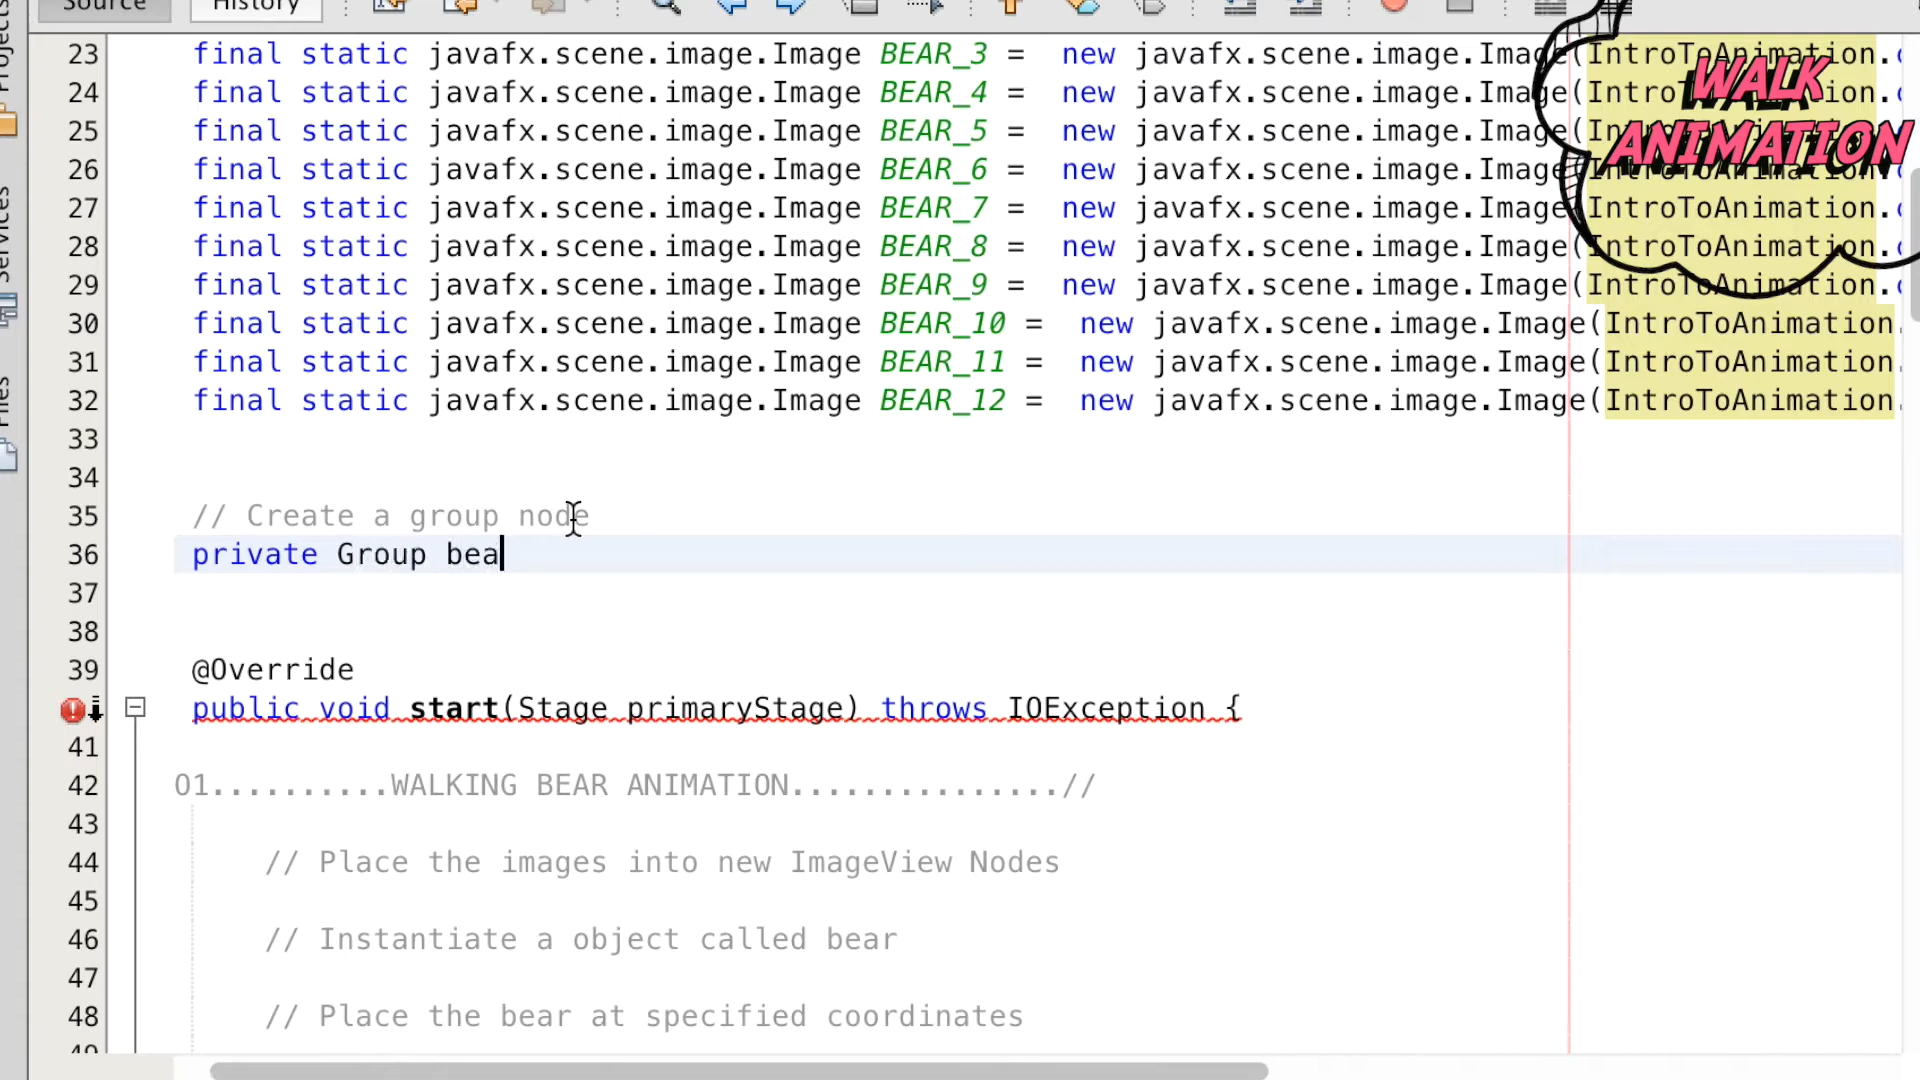 Source History
Projects
Services
Files
WALK
ANIMATION
23 final static javafx.scene.image.Image BEAR_3 = new javafx.scene.image.Image(IntroToAnimation.
24 final static javafx.scene.image.Image BEAR_4 = new javafx.scene.image.Image(
25 final static javafx.scene.image.Image BEAR_5 = new javafx.scene.image.Image(
26 final static javafx.scene.image.Image BEAR_6 = new javafx.scene.image.Image(
27 final static javafx.scene.image.Image BEAR_7 = new javafx.scene.image.Image(IntroToAnimation.
28 final static javafx.scene.image.Image BEAR_8 = new javafx.scene.image.Image(IntroToAnimation.
29 final static javafx.scene.image.Image BEAR_9 = new javafx.scene.image.Image(IntroToAnimation.
30 final static javafx.scene.image.Image BEAR_10 = new javafx.scene.image.Image(IntroToAnimation.
31 final static javafx.scene.image.Image BEAR_11 = new javafx.scene.image.Image(IntroToAnimation.
32 final static javafx.scene.image.Image BEAR_12 = new javafx.scene.image.Image(IntroToAnimation.
33
34
35 // Create a group node
36 private Group bea
37
38
39 @Override
public void start(Stage primaryStage) throws IOException {
41
42 01..........WALKING BEAR ANIMATION...............//
43
44 // Place the images into new ImageView Nodes
45
46 // Instantiate a object called bear
47
48 // Place the bear at specified coordinates